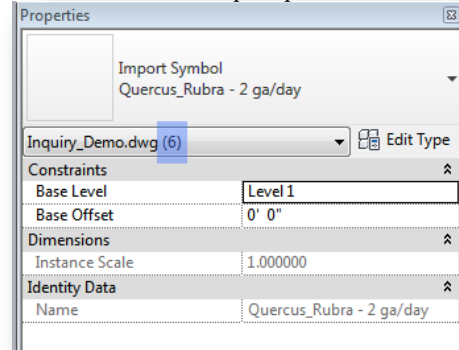 Properties
Import Symbol
Quercus_Rubra - 2 ga/day
Inquiry_Demo.dwg (6) Edit Type
Constraints
Base Level Level 1
Base Offset 0' 0"
Dimensions
Instance Scale 1.000000
Identity Data
Name Quercus_Rubra - 2 ga/day